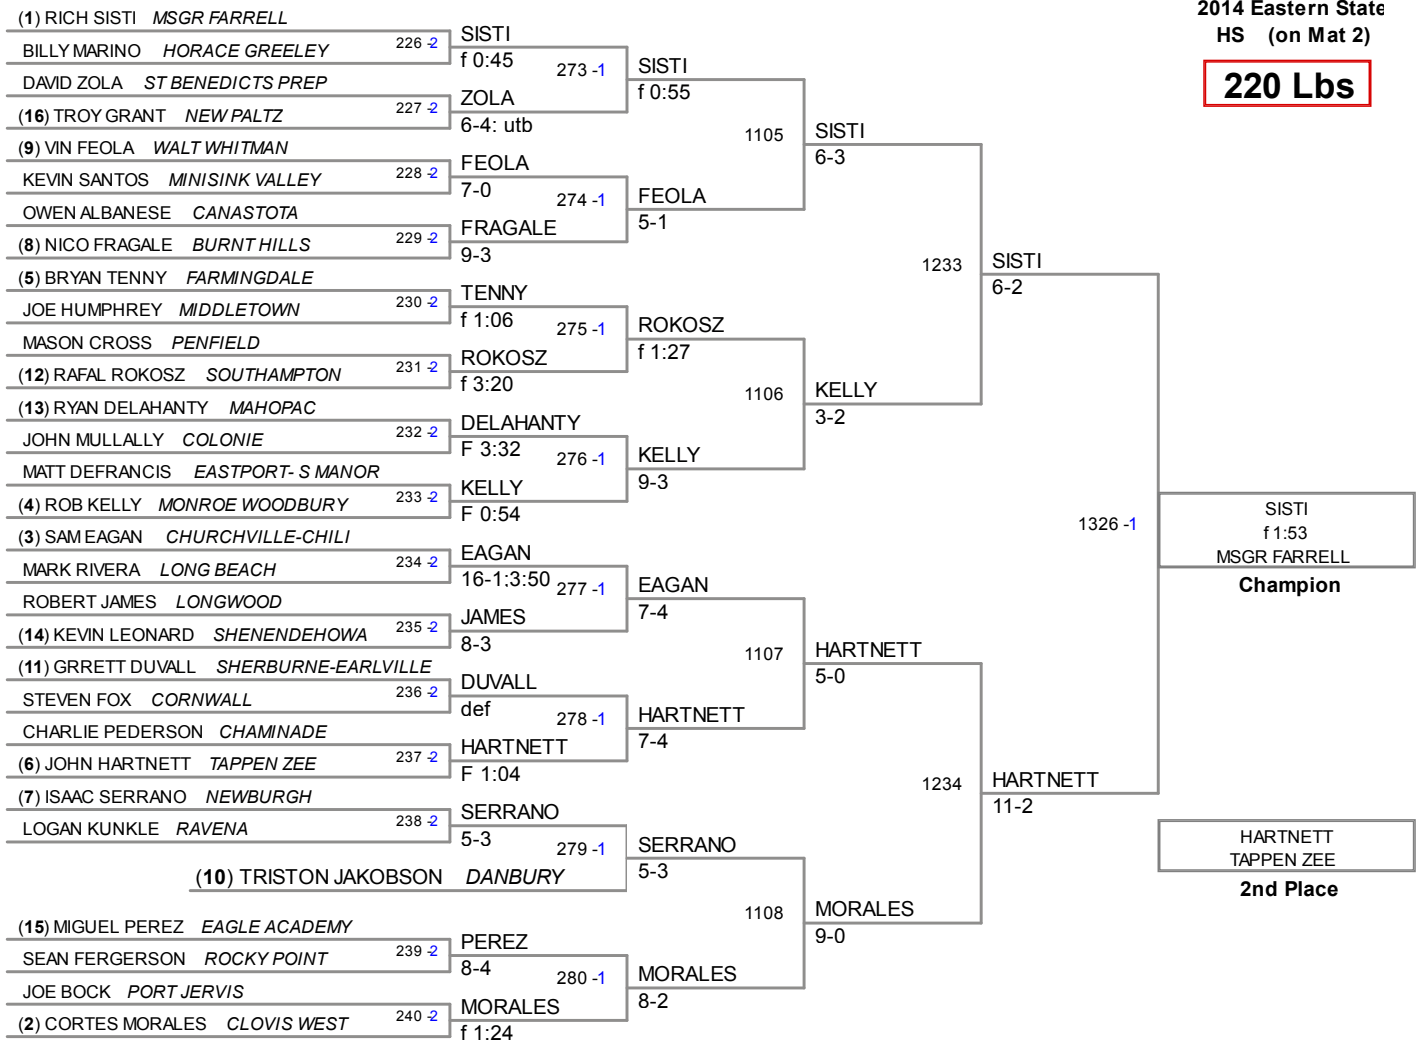 2014 Eastern State
HS (on Mat 2)
220 Lbs
(1) RICH SISTI MSGR FARRELL
BILLY MARINO HORACE GREELEY
DAVID ZOLA ST BENEDICTS PREP
(16) TROY GRANT NEW PALTZ
(9) VIN FEOLA WALT WHITMAN
KEVIN SANTOS MINISINK VALLEY
OWEN ALBANESE CANASTOTA
(8) NICO FRAGALE BURNT HILLS
(5) BRYAN TENNY FARMINGDALE
JOE HUMPHREY MIDDLETOWN
MASON CROSS PENFIELD
(12) RAFAL ROKOSZ SOUTHAMPTON
(13) RYAN DELAHANTY MAHOPAC
JOHN MULLALLY COLONIE
MATT DEFRANCIS EASTPORT- S MANOR
(4) ROB KELLY MONROE WOODBURY
(3) SAM EAGAN CHURCHVILLE-CHILI
MARK RIVERA LONG BEACH
ROBERT JAMES LONGWOOD
(14) KEVIN LEONARD SHENENDEHOWA
(11) GRRETT DUVALL SHERBURNE-EARLVILLE
STEVEN FOX CORNWALL
CHARLIE PEDERSON CHAMINADE
(6) JOHN HARTNETT TAPPEN ZEE
(7) ISAAC SERRANO NEWBURGH
LOGAN KUNKLE RAVENA
(10) TRISTON JAKOBSON DANBURY
(15) MIGUEL PEREZ EAGLE ACADEMY
SEAN FERGERSON ROCKY POINT
JOE BOCK PORT JERVIS
(2) CORTES MORALES CLOVIS WEST
226 -2
227 -2
228 -2
229 -2
230 -2
231 -2
232 -2
233 -2
234 -2
235 -2
236 -2
237 -2
238 -2
239 -2
240 -2
SISTI
f 0:45
ZOLA
6-4: utb
FEOLA
7-0
FRAGALE
9-3
TENNY
f 1:06
ROKOSZ
f 3:20
DELAHANTY
F 3:32
KELLY
F 0:54
EAGAN
16-1;3:50
JAMES
8-3
DUVALL
def
HARTNETT
F 1:04
SERRANO
5-3
PEREZ
8-4
MORALES
f 1:24
273 -1
274 -1
275 -1
276 -1
277 -1
278 -1
279 -1
280 -1
SISTI
f 0:55
FEOLA
5-1
ROKOSZ
f 1:27
KELLY
9-3
EAGAN
7-4
HARTNETT
7-4
SERRANO
5-3
MORALES
8-2
1105
1106
1107
1108
SISTI
6-3
KELLY
3-2
HARTNETT
5-0
MORALES
9-0
1233
1234
SISTI
6-2
HARTNETT
11-2
1326 -1
SISTI
f 1:53
MSGR FARRELL
Champion
HARTNETT
TAPPEN ZEE
2nd Place